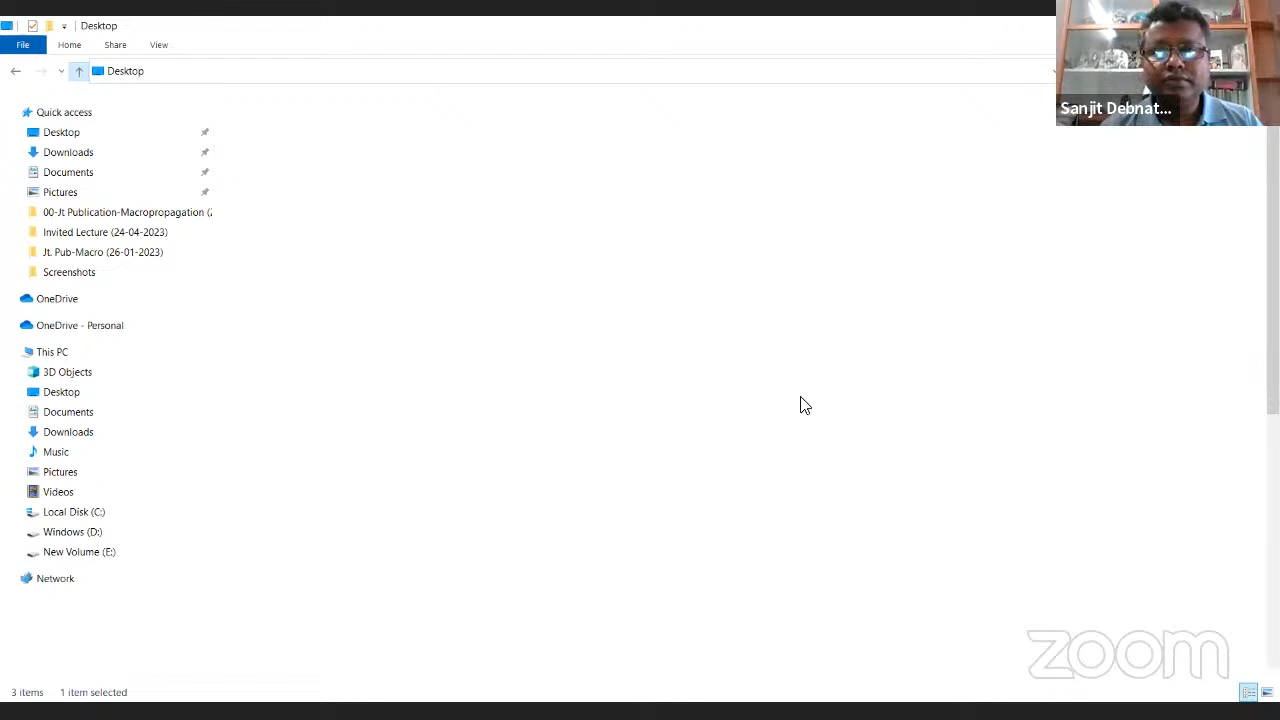 Desktop
File Home Share View
Desktop
Sanjit Debnat...
Quick access
Desktop
Downloads
Documents
Pictures
00-Jt Publication-Macropropagation (2
Invited Lecture (24-04-2023)
Jt. Pub-Macro (26-01-2023)
Screenshots
OneDrive
OneDrive - Personal
This PC
3D Objects
Desktop
Documents
Downloads
Music
Pictures
Videos
Local Disk (C:)
Windows (D:)
New Volume (E:)
Network
zoom
3 items 1 item selected